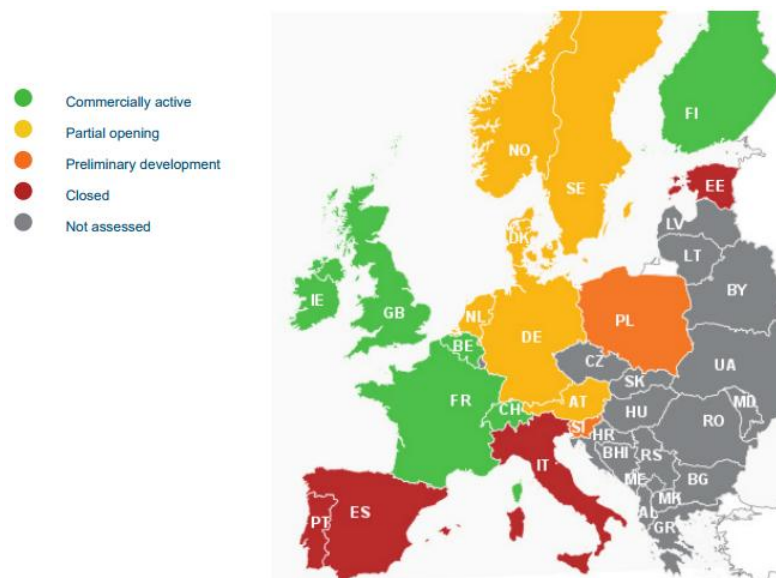 Commercially active
Partial opening
Preliminary development
Closed
Not assessed
FI
NO
SE
EE
LV
LT
DK
BY
IE
GB
NL
DE
PL
BE
CZ
UA
SK
FR
CH
AT
HU
MD
RO
SI
HR
IT
BHI
RS
ME
BG
MK
AL
GR
PT
ES